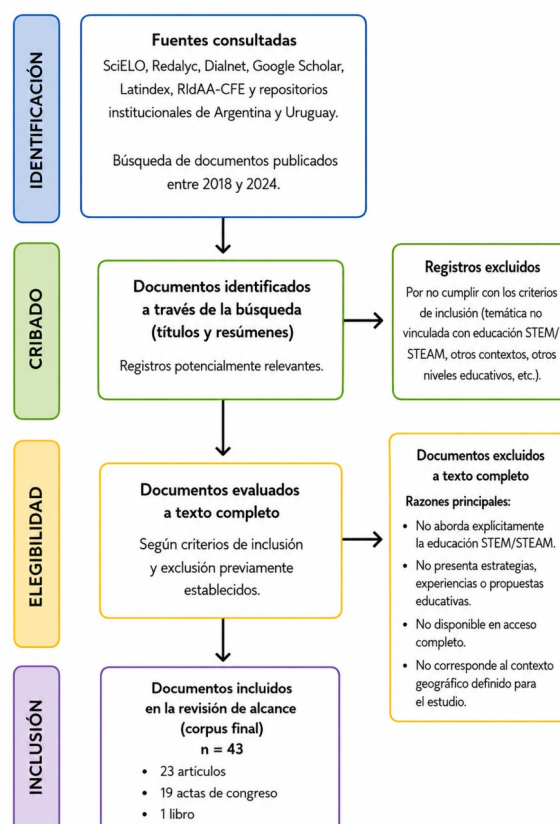 IDENTIFICACIÓN
Fuentes consultadas
SciELO, Redalyc, Dialnet, Google Scholar,
Latindex, RIdAA-CFE y repositorios
institucionales de Argentina y Uruguay.
Búsqueda de documentos publicados
entre 2018 y 2024.
CRIBADO
Documentos identificados
a través de la búsqueda
(títulos y resúmenes)
Registros potencialmente relevantes.
Registros excluidos
Por no cumplir con los criterios
de inclusión (temática no
vinculada con educación STEM/
STEAM, otros contextos, otros
niveles educativos, etc.).
ELEGIBILIDAD
Documentos evaluados
a texto completo
Según criterios de inclusión
y exclusión previamente
establecidos.
Documentos excluidos
a texto completo
Razones principales:
• No aborda explícitamente
la educación STEM/STEAM.
• No presenta estrategias,
experiencias o propuestas
educativas.
• No disponible en acceso
completo.
• No corresponde al contexto
geográfico definido para
el estudio.
INCLUSIÓN
Documentos incluidos
en la revisión de alcance
(corpus final)
n = 43
• 23 artículos
• 19 actas de congreso
• 1 libro